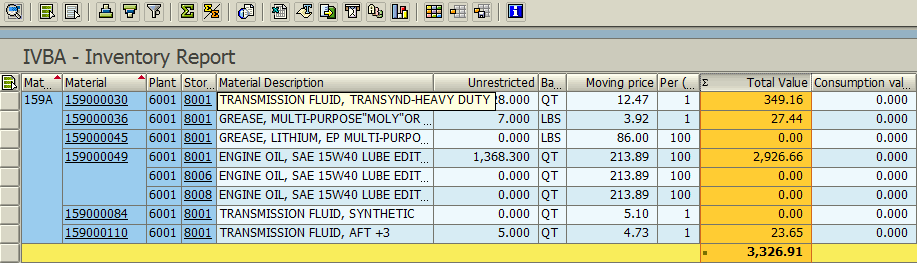 IVBA - Inventory Report
Mat... Material Plant Stor... Material Description Unrestricted Ba... Moving price Per (... Σ Total Value Consumption val...
159A 159000030 6001 8001 TRANSMISSION FLUID, TRANSYND-HEAVY DUTY 28.000 QT 12.47 1 349.16 0.000
159000036 6001 8001 GREASE, MULTI-PURPOSE"MOLY"OR ... 7.000 LBS 3.92 1 27.44 0.000
159000045 6001 8001 GREASE, LITHIUM, EP MULTI-PURPO... 0.000 LBS 86.00 100 0.00 0.000
159000049 6001 8001 ENGINE OIL, SAE 15W40 LUBE EDIT... 1,368.300 QT 213.89 100 2,926.66 0.000
6001 8006 ENGINE OIL, SAE 15W40 LUBE EDIT... 0.000 QT 213.89 100 0.00 0.000
6001 8008 ENGINE OIL, SAE 15W40 LUBE EDIT... 0.000 QT 213.89 100 0.00 0.000
159000084 6001 8001 TRANSMISSION FLUID, SYNTHETIC 0.000 QT 5.10 1 0.00 0.000
159000110 6001 8001 TRANSMISSION FLUID, AFT +3 5.000 QT 4.73 1 23.65 0.000
3,326.91